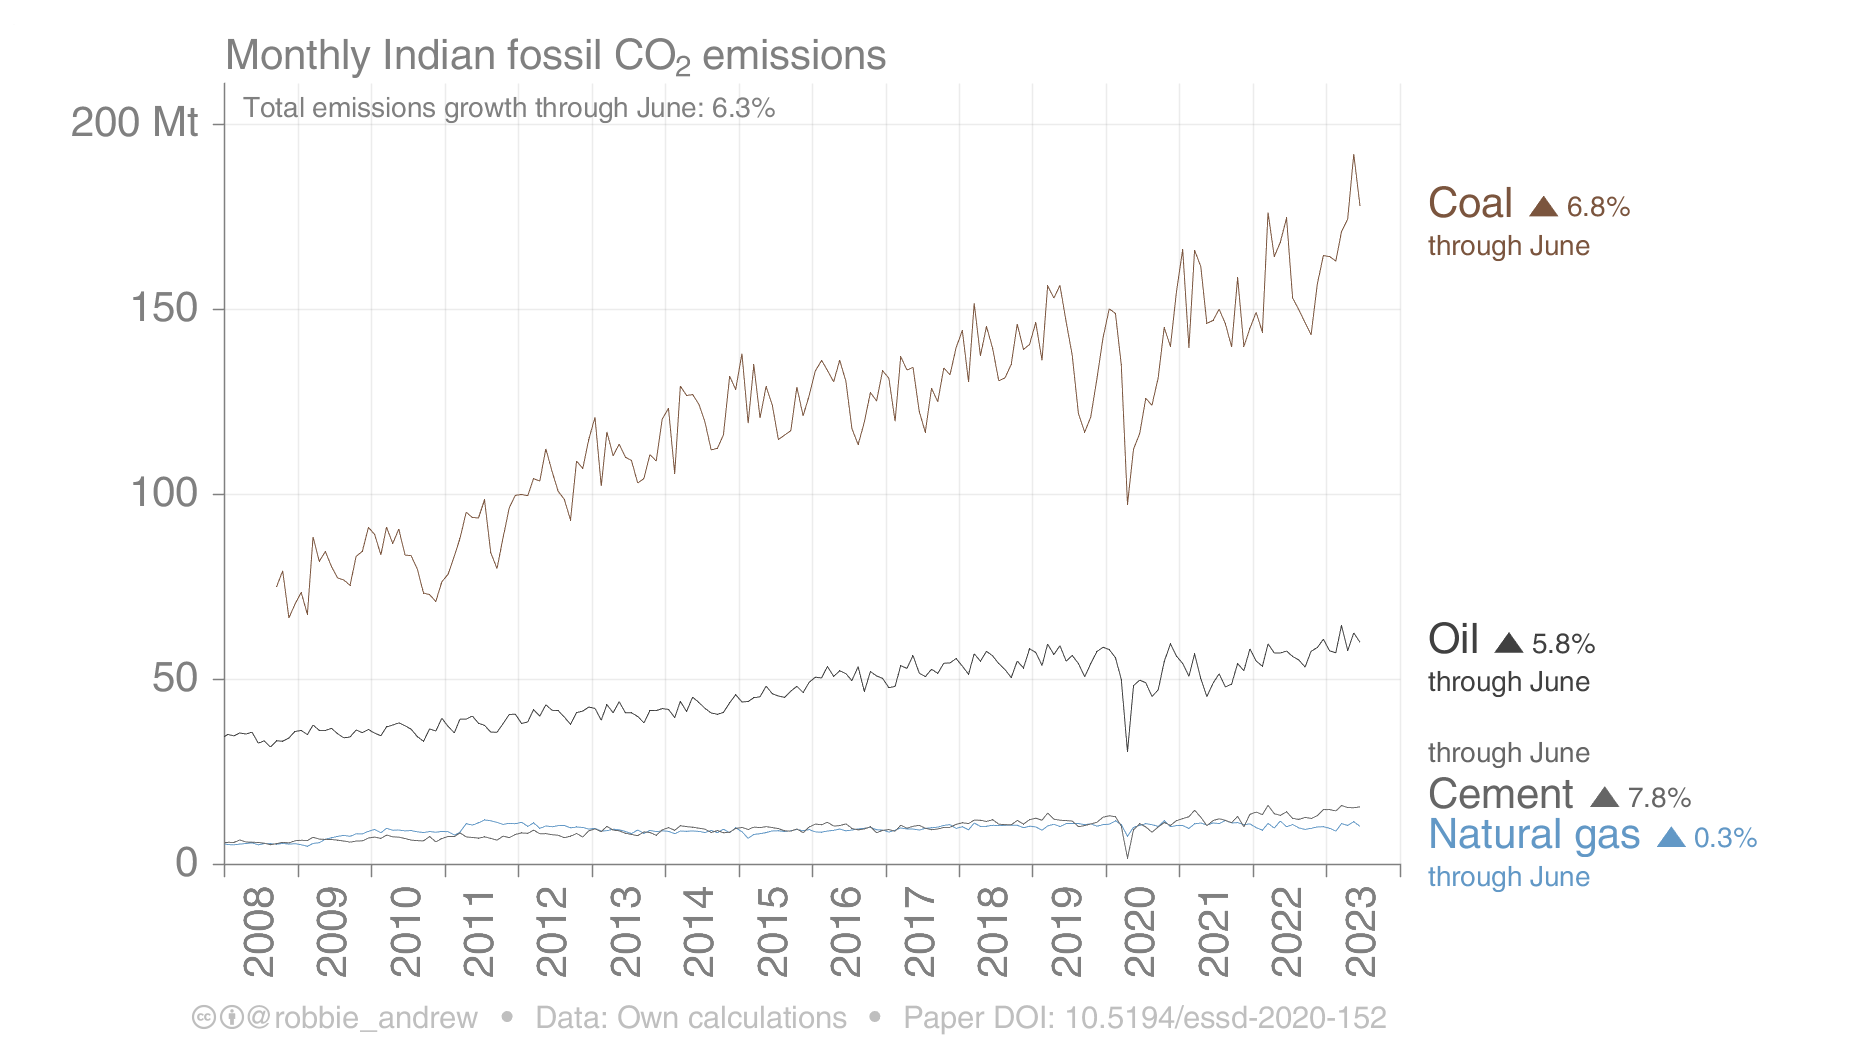 Monthly Indian fossil CO₂ emissions
Total emissions growth through June: 6.3%
200 Mt
150
100
50
0
Coal ▲ 6.8%
through June
Oil ▲ 5.8%
through June
through June
Cement ▲ 7.8%
Natural gas ▲ 0.3%
through June
2008
2009
2010
2011
2012
2013
2014
2015
2016
2017
2018
2019
2020
2021
2022
2023
@robbie_andrew • Data: Own calculations • Paper DOI: 10.5194/essd-2020-152